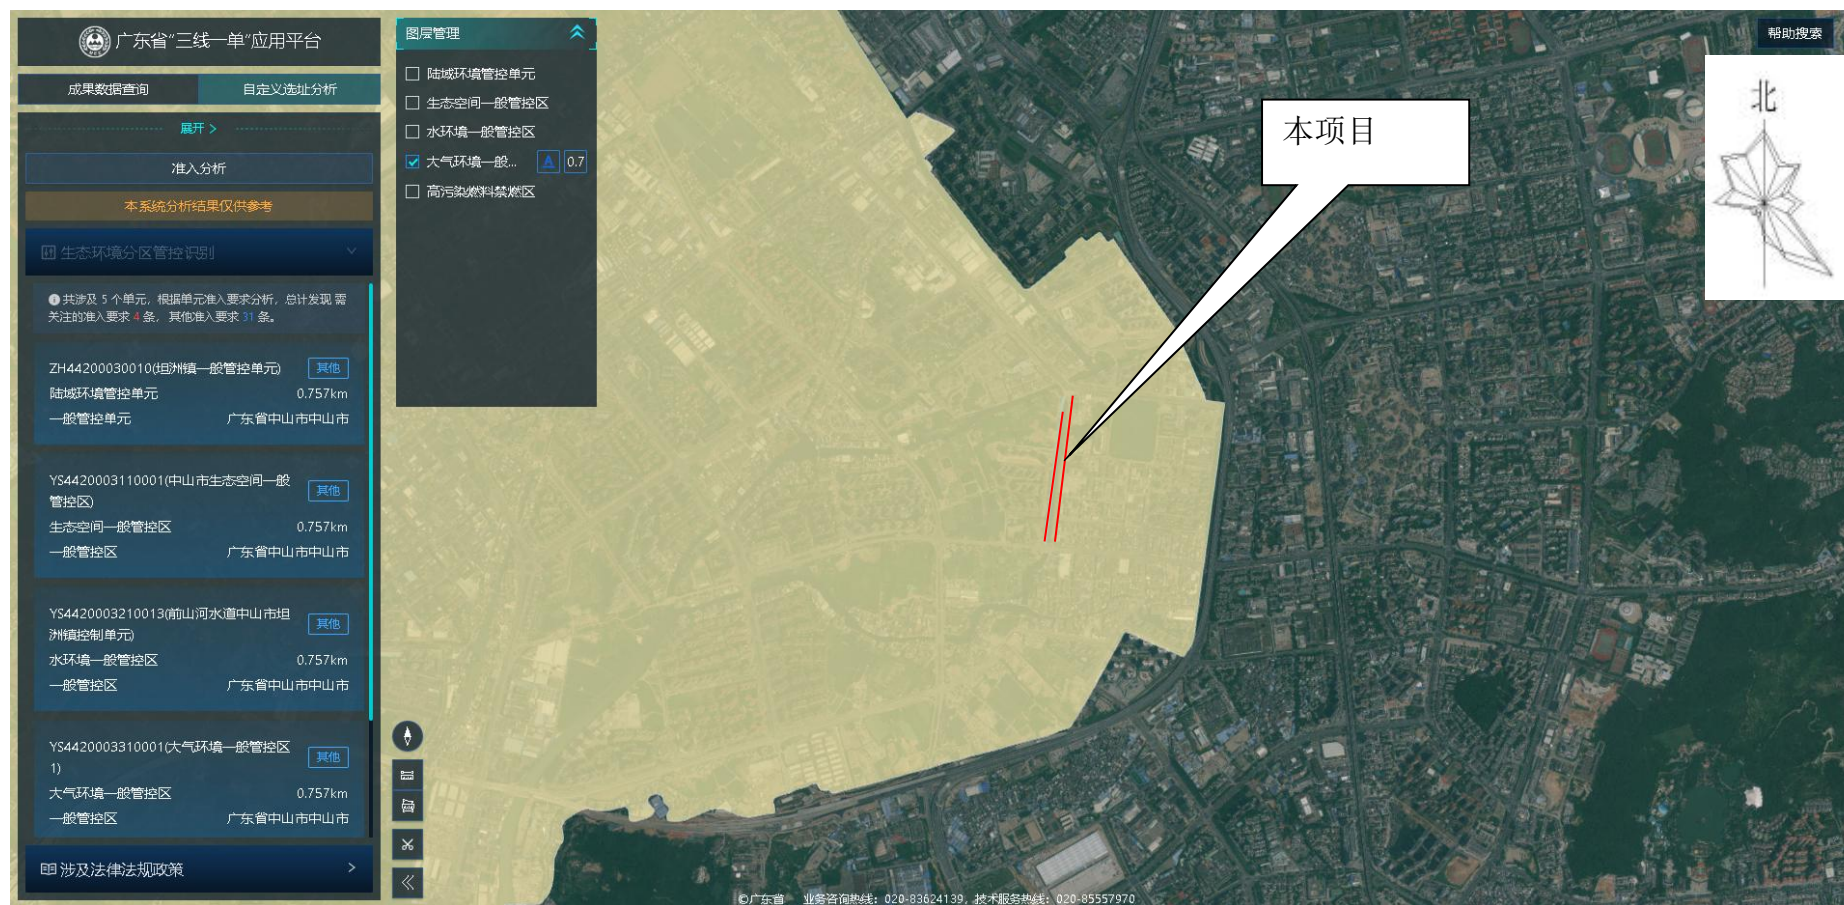 广东省“三线一单”应用平台
成果数据查询
自定义选址分析
展开 >
准入分析
本系统分析结果仅供参考
生态环境分区管控识别
共涉及 5 个单元，根据单元准入要求分析，总计发现 需
关注的准入要求 4 条， 其他准入要求 31 条。
ZH44200030010(坦洲镇一般管控单元)
其他
陆域环境管控单元
0.757km
一般管控单元
广东省中山市中山市
YS4420003110001(中山市生态空间一般
管控区)
其他
生态空间一般管控区
0.757km
一般管控区
广东省中山市中山市
YS4420003210013(前山河水道中山市坦
洲镇控制单元)
其他
水环境一般管控区
0.757km
一般管控区
广东省中山市中山市
YS4420003310001(大气环境一般管控区
1)
其他
大气环境一般管控区
0.757km
一般管控区
广东省中山市中山市
涉及法律法规政策
图层管理
陆域环境管控单元
生态空间一般管控区
水环境一般管控区
大气环境一般...
A
0.7
高污染燃料禁燃区
本项目
帮助搜索
北
©广东省
业务咨询热线：020-83624139，技术服务热线：020-85557970